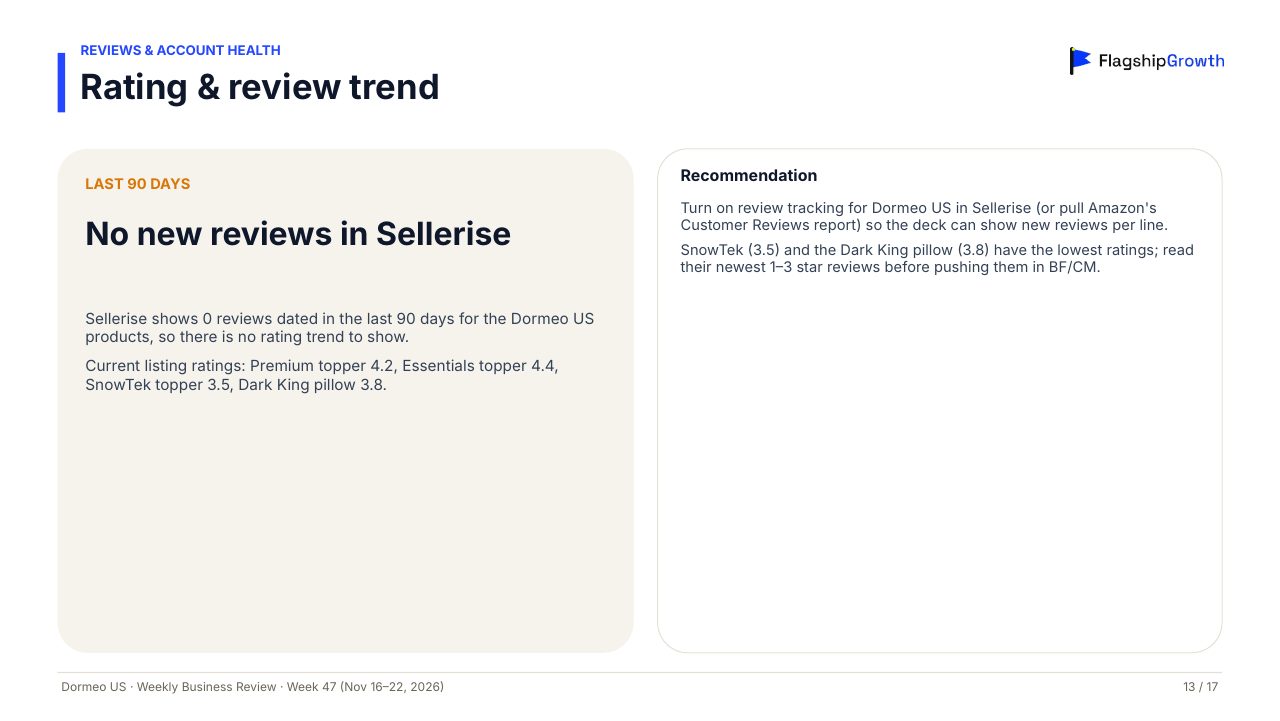 REVIEWS & ACCOUNT HEALTH
Rating & review trend
FlagshipGrowth
LAST 90 DAYS
No new reviews in Sellerise
Sellerise shows 0 reviews dated in the last 90 days for the Dormeo US
products, so there is no rating trend to show.
Current listing ratings: Premium topper 4.2, Essentials topper 4.4,
SnowTek topper 3.5, Dark King pillow 3.8.
Recommendation
Turn on review tracking for Dormeo US in Sellerise (or pull Amazon's
Customer Reviews report) so the deck can show new reviews per line.
SnowTek (3.5) and the Dark King pillow (3.8) have the lowest ratings; read
their newest 1–3 star reviews before pushing them in BF/CM.
Dormeo US · Weekly Business Review · Week 47 (Nov 16–22, 2026)
13 / 17